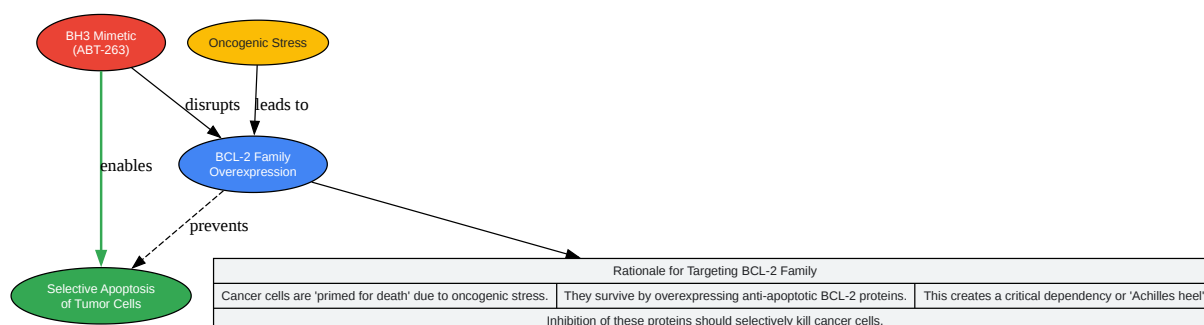 BH3 Mimetic
(ABT-263)
Oncogenic Stress
disrupts
leads to
BCL-2 Family
Overexpression
enables
prevents
Selective Apoptosis
of Tumor Cells
Rationale for Targeting BCL-2 Family
Cancer cells are 'primed for death' due to oncogenic stress.
They survive by overexpressing anti-apoptotic BCL-2 proteins.
This creates a critical dependency or 'Achilles heel'
Inhibition of these proteins should selectively kill cancer cells.